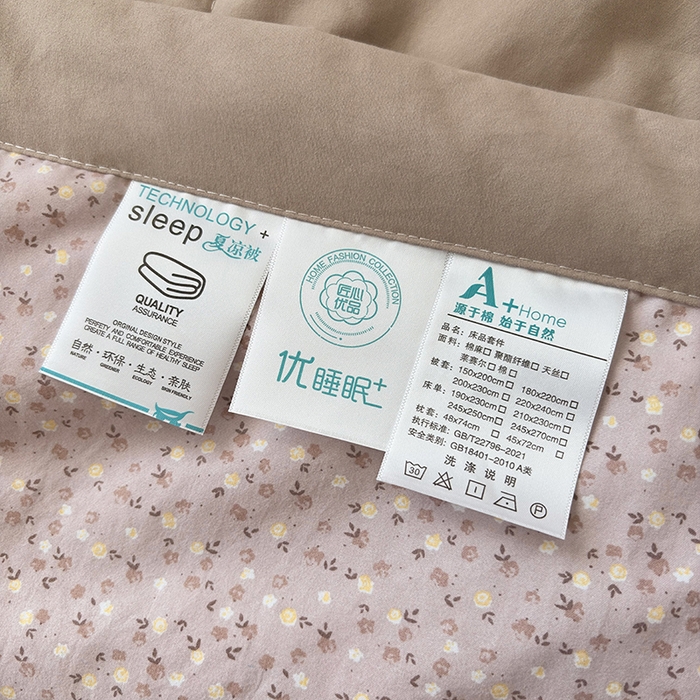 TECHNOLOGY +
sleep 夏凉被
QUALITY
ASSURANCE
ORGINAL DESIGN STYLE
PERFETY AND COMFORTABLE EXPERIENCE
CREATE A FULL RANGE OF HEALTHY SLEEP
自然·环保·生态·亲肤
NATURE GREENER ECOLOGY SKIN FRIENDLY
HOME FASHION COLLECTION
匠心
优品
优睡眠+
A+Home
源于棉 始于自然
品名：床品套件
面料：棉麻□ 聚酯纤维□ 天丝□
莱赛尔□ 棉□
被套：150x200cm□ 180x220cm□
200x230cm□ 220x240cm□
床单：190x230cm□ 210x230cm□
245x250cm□ 245x270cm□
枕套：48x74cm□ 45x72cm□
执行标准：GB/T22796-2021
安全类别：GB18401-2010 A类
洗涤说明
30 P